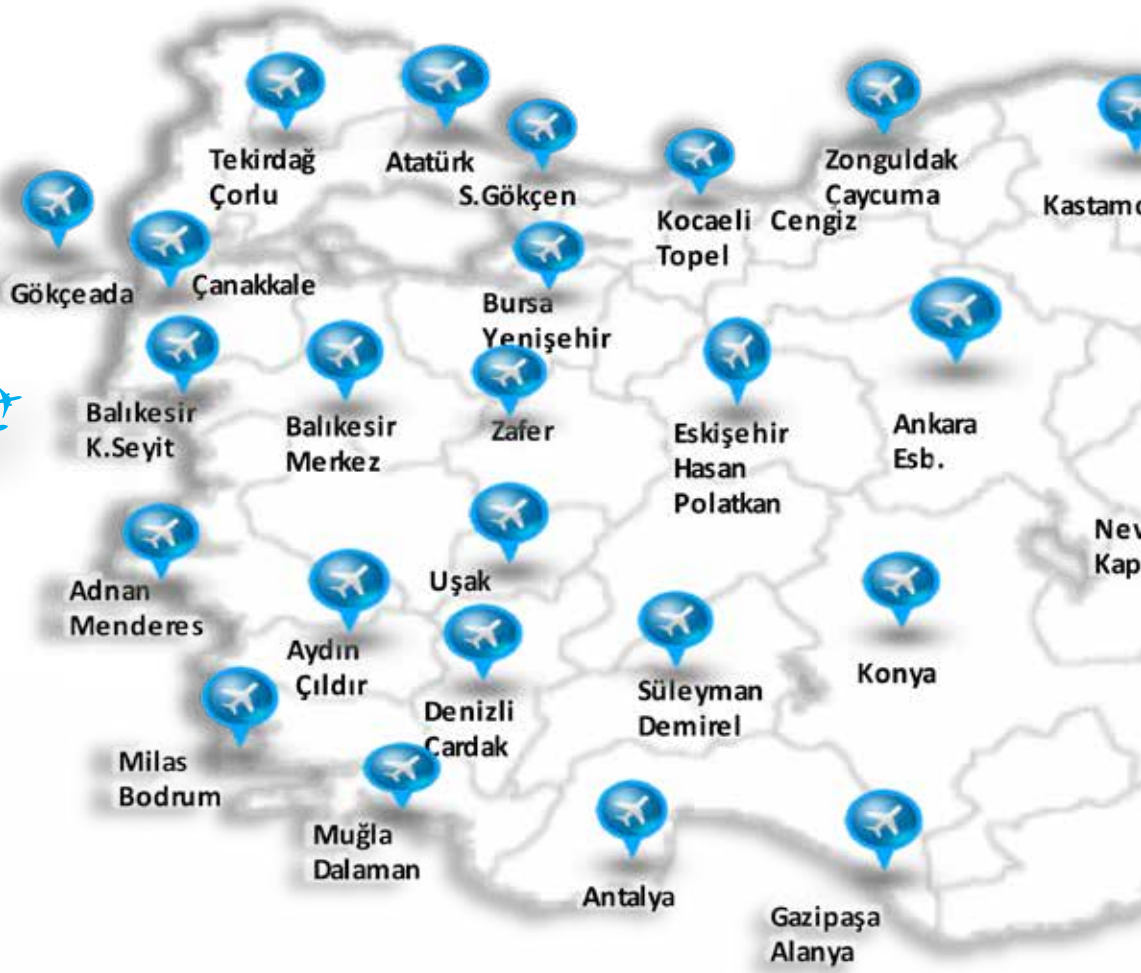 Tekirdağ
Çorlu
Atatürk
S.Gökçen
Kocaeli Cengiz
Topel
Zonguldak
Çaycuma
Gökçeada
Çanakkale
Bursa
Yenişehir
Balıkesir
K.Seyit
Balıkesir
Merkez
Zafer
Eskişehir
Hasan
Polatkan
Ankara
Esb.
Adnan
Menderes
Uşak
Aydın
Çıldır
Denizli
Çardak
Süleyman
Demirel
Konya
Milas
Bodrum
Muğla
Dalaman
Antalya
Gazipaşa
Alanya